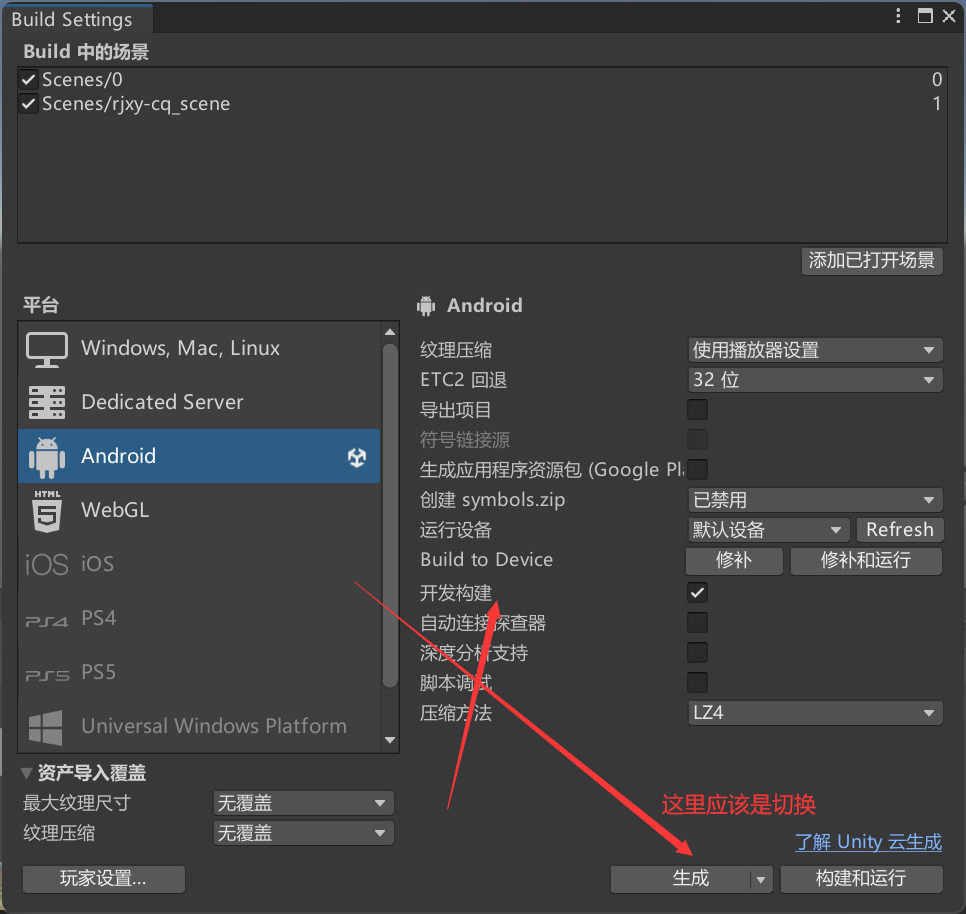 Build Settings
Build 中的场景
Scenes/0 0
Scenes/rjxy-cq_scene 1
添加已打开场景
平台
Windows, Mac, Linux
Dedicated Server
Android
HTML 5 WebGL
iOS iOS
PS4 PS4
PS5 PS5
Universal Windows Platform
Android
纹理压缩 使用播放器设置
ETC2 回退 32 位
导出项目
符号链接源
生成应用程序资源包 (Google Pl
创建 symbols.zip 已禁用
运行设备 默认设备 Refresh
Build to Device 修补 修补和运行
开发构建
自动连接探查器
深度分析支持
脚本调试
压缩方法 LZ4
资产导入覆盖
最大纹理尺寸 无覆盖
纹理压缩 无覆盖
这里应该是切换
了解 Unity 云生成
玩家设置... 生成 构建和运行